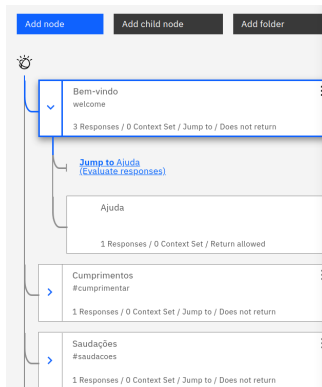 Add node
Add child node
Add folder
Bem-vindo
welcome
3 Responses / 0 Context Set / Jump to / Does not return
Jump to Ajuda
(Evaluate responses)
Ajuda
1 Responses / 0 Context Set / Return allowed
Cumprimentos
#cumprimentar
1 Responses / 0 Context Set / Jump to / Does not return
Saudações
#saudacoes
1 Responses / 0 Context Set / Jump to / Does not return